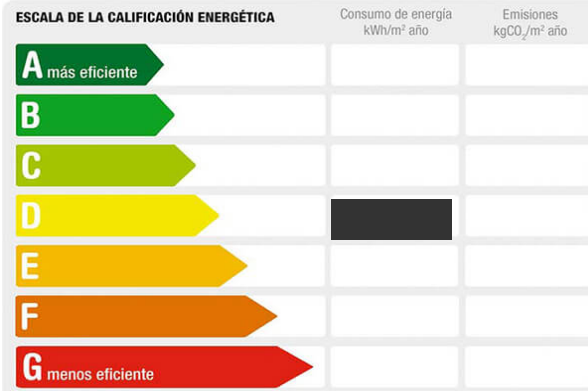 ESCALA DE LA CALIFICACIÓN ENERGÉTICA
Consumo de energía
kWh/m² año
Emisiones
kgCO₂/m² año
A más eficiente
B
C
D
E
F
G menos eficiente